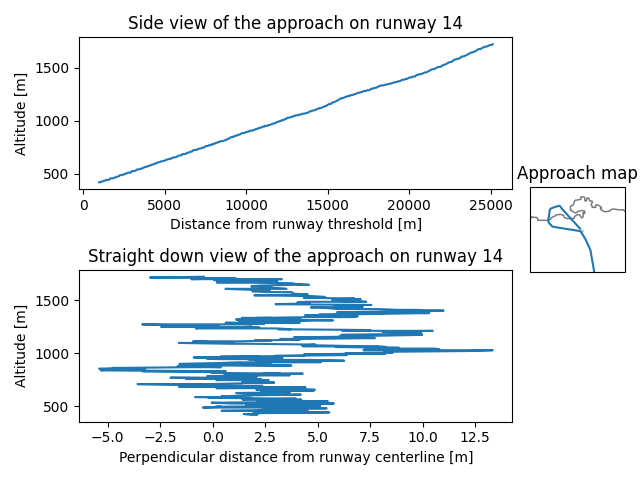 Side view of the approach on runway 14
Altitude [m]
1500
1000
500
0 5000 10000 15000 20000 25000
Distance from runway threshold [m]
Approach map
Straight down view of the approach on runway 14
Altitude [m]
1500
1000
500
−5.0 −2.5 0.0 2.5 5.0 7.5 10.0 12.5
Perpendicular distance from runway centerline [m]